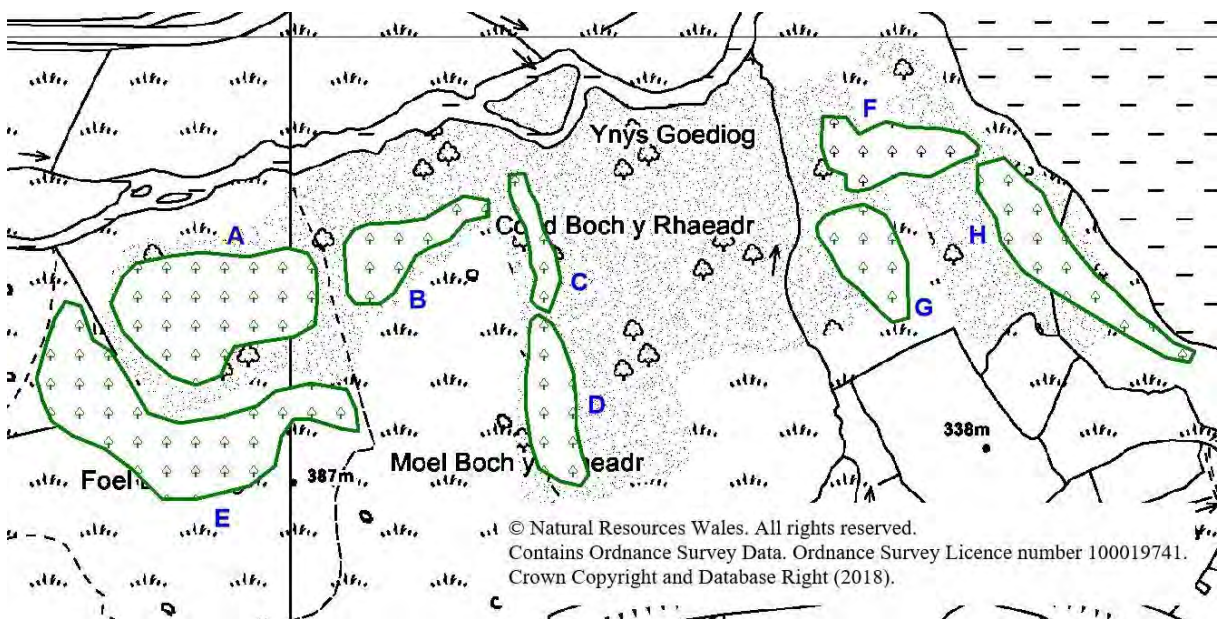 F
Ynys Goediog
A
Coed Boch y Rhaeadr
H
B
C
G
D
338m
Moel Boch y
eadr
Foel
387m
E
© Natural Resources Wales. All rights reserved.
Contains Ordnance Survey Data. Ordnance Survey Licence number 100019741.
Crown Copyright and Database Right (2018).